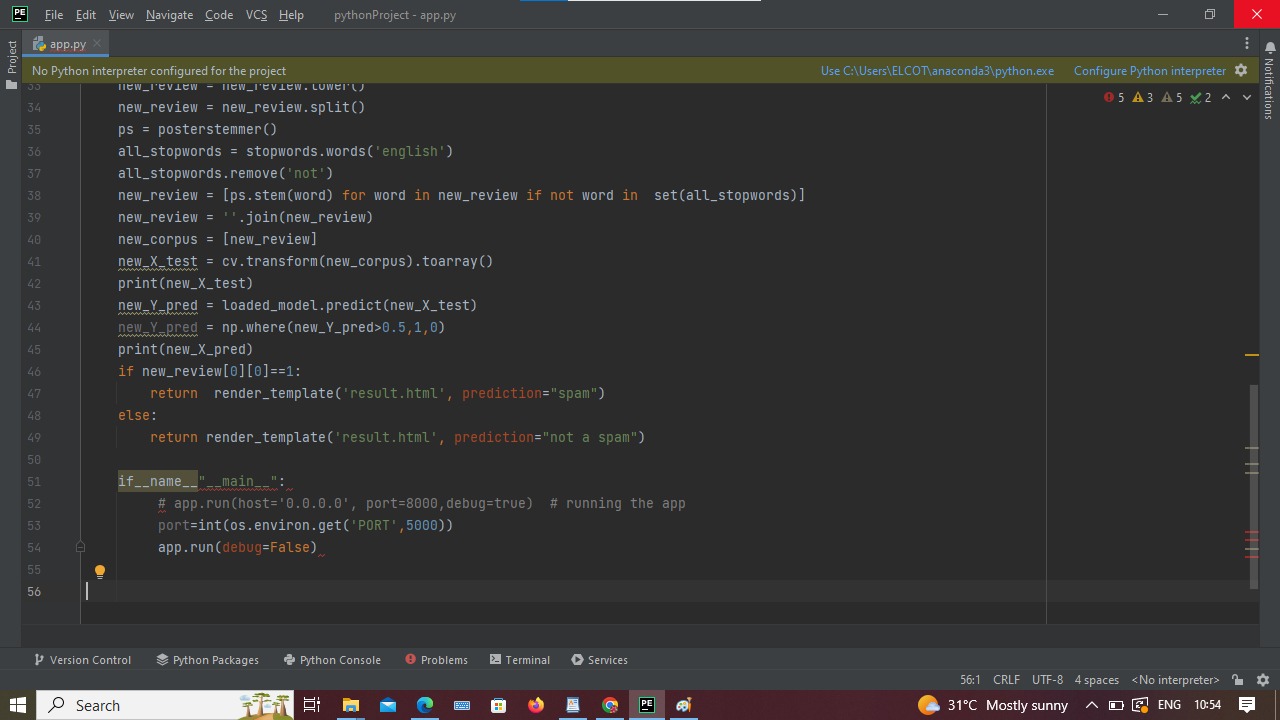 PE File Edit View Navigate Code VCS Help pythonProject - app.py
Project
app.py
Notifications
No Python interpreter configured for the project Use C:\Users\ELCOT\anaconda3\python.exe Configure Python interpreter
5 3 5 2
33 new_review = new_review.lower()
34 new_review = new_review.split()
35 ps = posterstemmer()
36 all_stopwords = stopwords.words('english')
37 all_stopwords.remove('not')
38 new_review = [ps.stem(word) for word in new_review if not word in  set(all_stopwords)]
39 new_review = ''.join(new_review)
40 new_corpus = [new_review]
41 new_X_test = cv.transform(new_corpus).toarray()
42 print(new_X_test)
43 new_Y_pred = loaded_model.predict(new_X_test)
44 new_Y_pred = np.where(new_Y_pred>0.5,1,0)
45 print(new_X_pred)
46 if new_review[0][0]==1:
47 return  render_template('result.html', prediction="spam")
48 else:
49 return render_template('result.html', prediction="not a spam")
50
51 if__name__"__main__":
52 # app.run(host='0.0.0.0', port=8000,debug=true)  # running the app
53 port=int(os.environ.get('PORT',5000))
54 app.run(debug=False)
55
56
Version Control Python Packages Python Console Problems Terminal Services
56:1 CRLF UTF-8 4 spaces <No interpreter>
Search PE 31°C Mostly sunny ENG 10:54